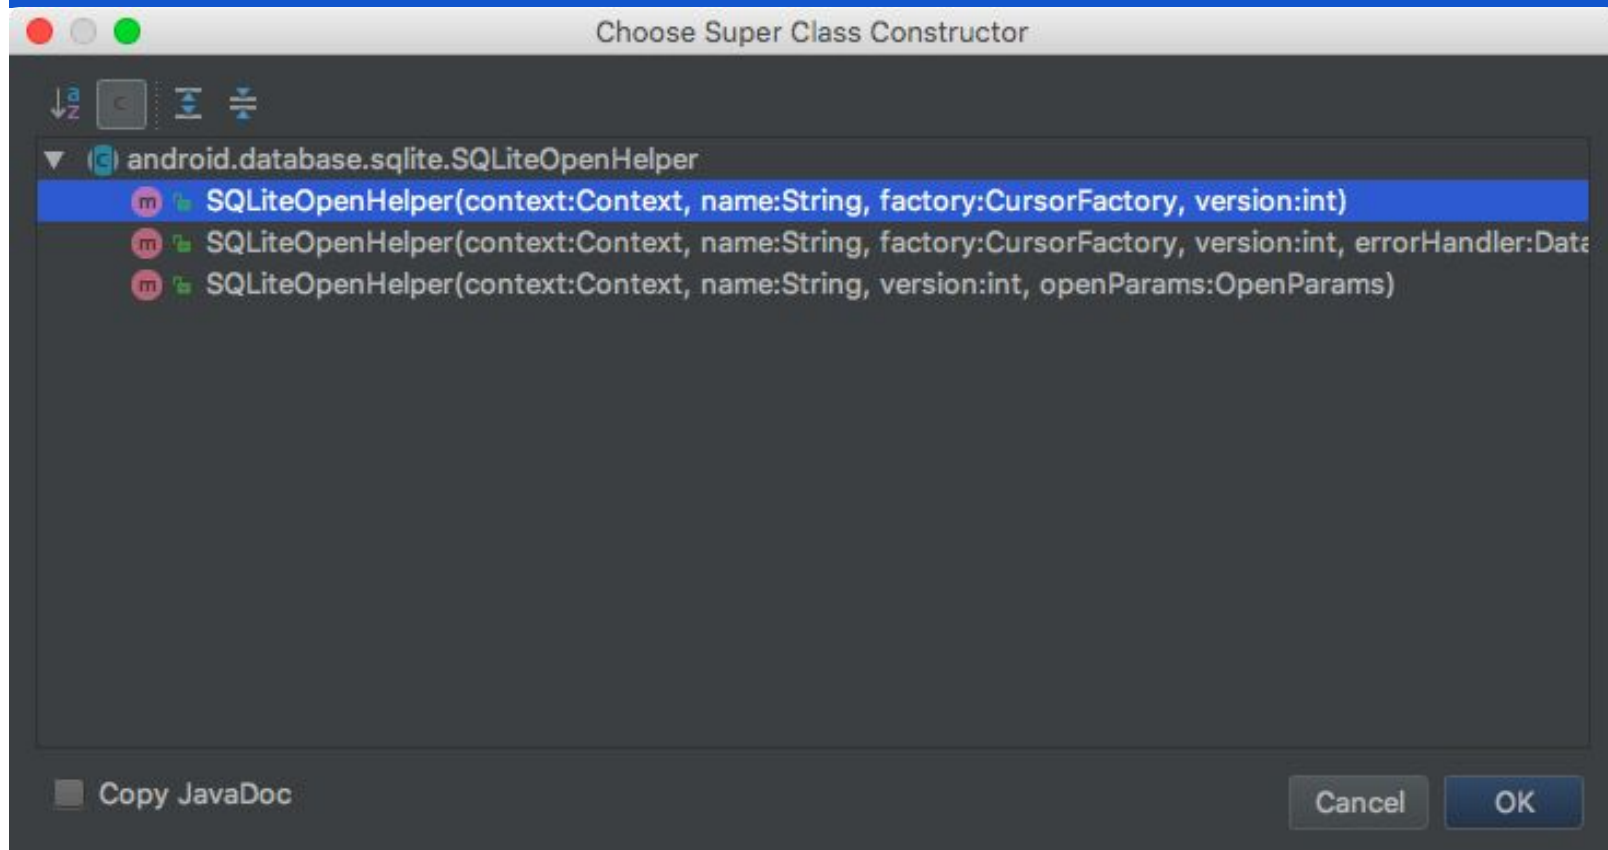 Choose Super Class Constructor
android.database.sqlite.SQLiteOpenHelper
SQLiteOpenHelper(context:Context, name:String, factory:CursorFactory, version:int)
SQLiteOpenHelper(context:Context, name:String, factory:CursorFactory, version:int, errorHandler:Data
SQLiteOpenHelper(context:Context, name:String, version:int, openParams:OpenParams)
Copy JavaDoc
Cancel
OK